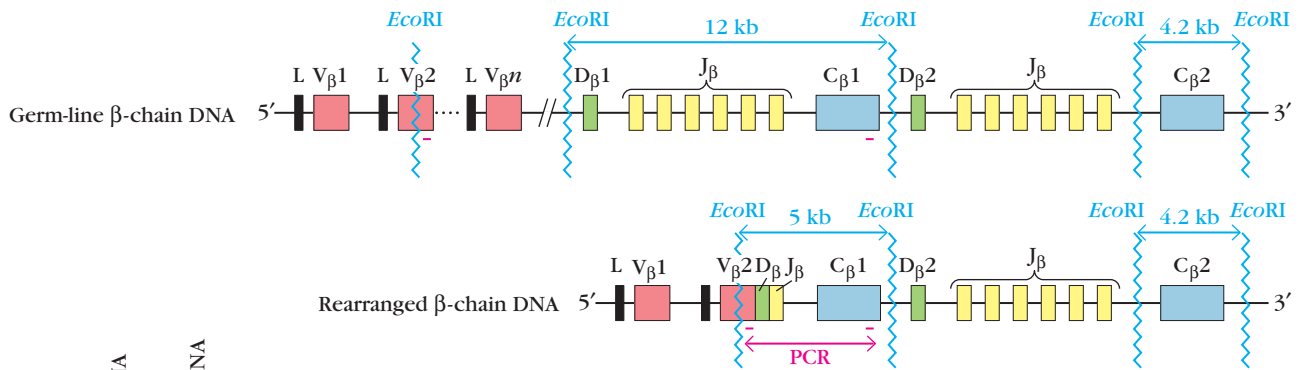 EcoRI EcoRI EcoRI EcoRI EcoRI
12 kb 4.2 kb
L Vβ1 L Vβ2 L Vβn Dβ1 Jβ Cβ1 Dβ2 Jβ Cβ2
Germ-line β-chain DNA 5′ 3′
EcoRI EcoRI EcoRI EcoRI
5 kb 4.2 kb
L Vβ1 Vβ2 Dβ Jβ Cβ1 Dβ2 Jβ Cβ2
Rearranged β-chain DNA 5′ 3′
PCR